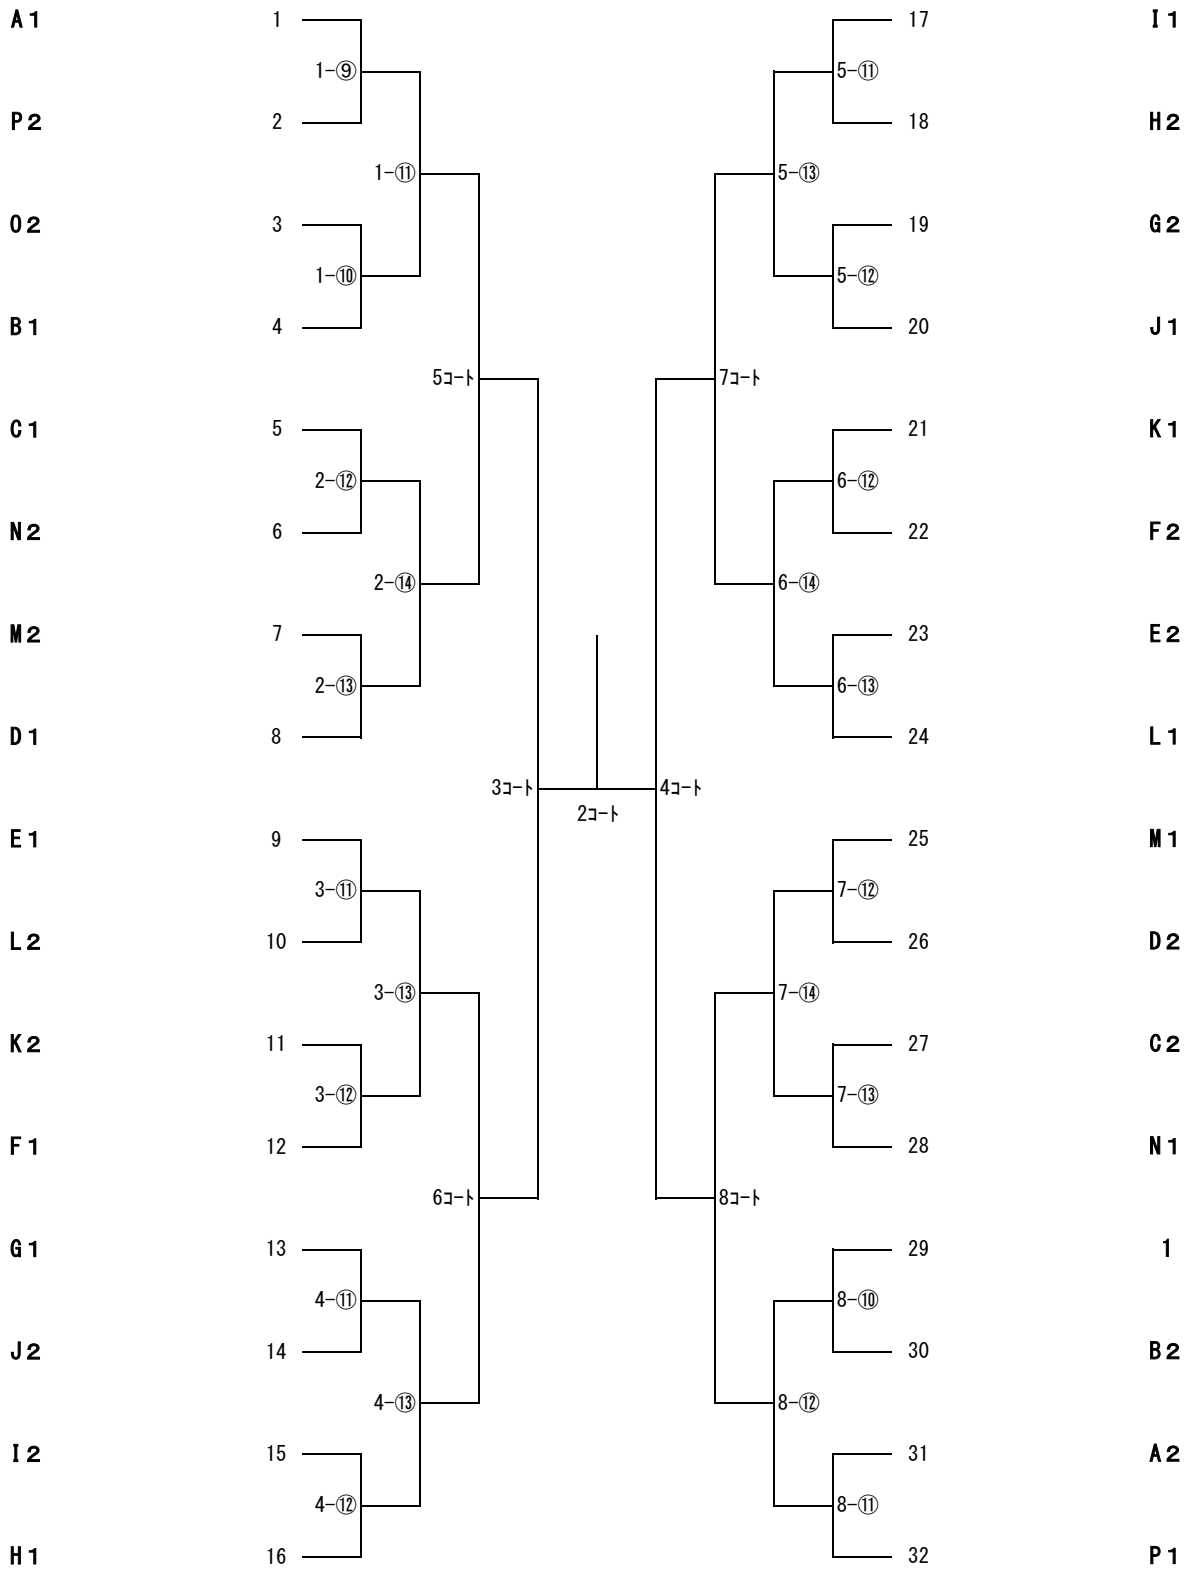 A1 1 17 I1
1-⑨ 5-⑪
P2 2 18 H2
1-⑪ 5-⑬
O2 3 19 G2
1-⑩ 5-⑫
B1 4 20 J1
5ｺｰﾄ 7ｺｰﾄ
C1 5 21 K1
2-⑫ 6-⑫
N2 6 22 F2
2-⑭ 6-⑭
M2 7 23 E2
2-⑬ 6-⑬
D1 8 24 L1
3ｺｰﾄ 4ｺｰﾄ
2ｺｰﾄ
E1 9 25 M1
3-⑪ 7-⑫
L2 10 26 D2
3-⑬ 7-⑭
K2 11 27 C2
3-⑫ 7-⑬
F1 12 28 N1
6ｺｰﾄ 8ｺｰﾄ
G1 13 29 1
4-⑪ 8-⑩
J2 14 30 B2
4-⑬ 8-⑫
I2 15 31 A2
4-⑫ 8-⑪
H1 16 32 P1